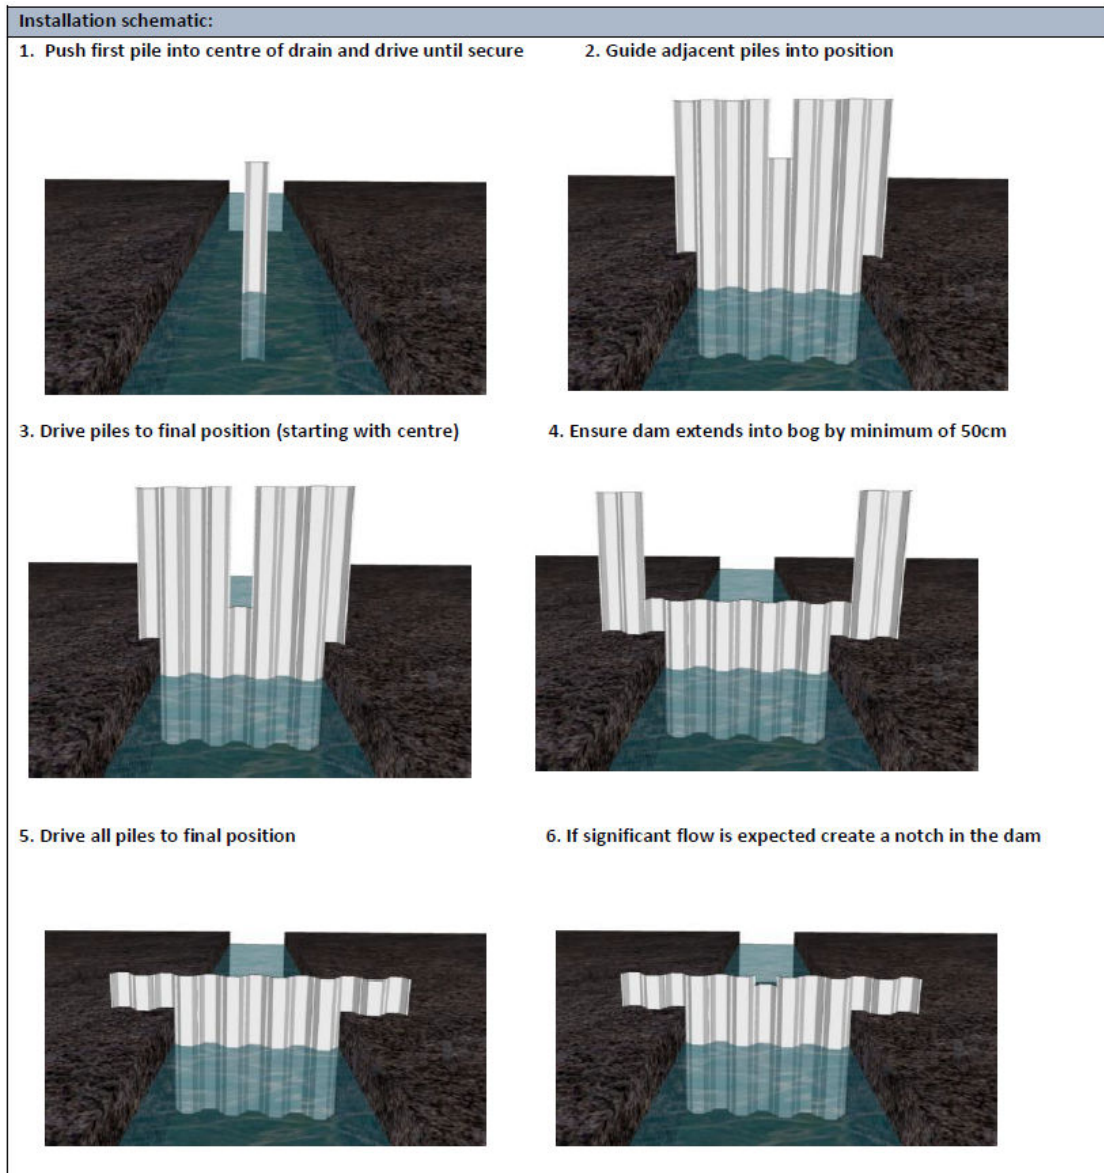 Installation schematic:
1. Push first pile into centre of drain and drive until secure
2. Guide adjacent piles into position
3. Drive piles to final position (starting with centre)
4. Ensure dam extends into bog by minimum of 50cm
5. Drive all piles to final position
6. If significant flow is expected create a notch in the dam